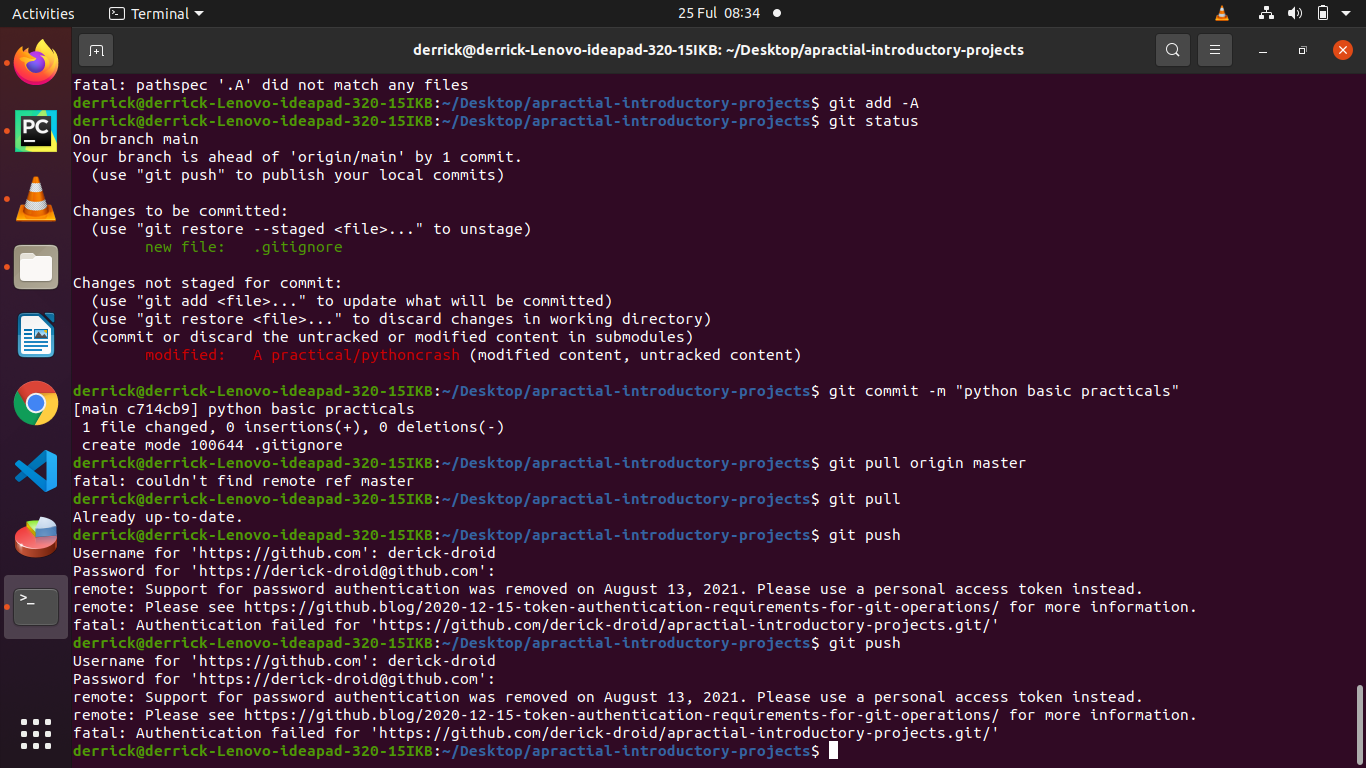 Activities
Terminal
25 Ful 08:34
derrick@derrick-Lenovo-ideapad-320-15IKB: ~/Desktop/apractial-introductory-projects
fatal: pathspec '.A' did not match any files
derrick@derrick-Lenovo-ideapad-320-15IKB:~/Desktop/apractial-introductory-projects$ git add -A
derrick@derrick-Lenovo-ideapad-320-15IKB:~/Desktop/apractial-introductory-projects$ git status
On branch main
Your branch is ahead of 'origin/main' by 1 commit.
  (use "git push" to publish your local commits)

Changes to be committed:
  (use "git restore --staged <file>..." to unstage)
        new file:   .gitignore

Changes not staged for commit:
  (use "git add <file>..." to update what will be committed)
  (use "git restore <file>..." to discard changes in working directory)
  (commit or discard the untracked or modified content in submodules)
        modified:   A practical/pythoncrash (modified content, untracked content)

derrick@derrick-Lenovo-ideapad-320-15IKB:~/Desktop/apractial-introductory-projects$ git commit -m "python basic practicals"
[main c714cb9] python basic practicals
 1 file changed, 0 insertions(+), 0 deletions(-)
 create mode 100644 .gitignore
derrick@derrick-Lenovo-ideapad-320-15IKB:~/Desktop/apractial-introductory-projects$ git pull origin master
fatal: couldn't find remote ref master
derrick@derrick-Lenovo-ideapad-320-15IKB:~/Desktop/apractial-introductory-projects$ git pull
Already up-to-date.
derrick@derrick-Lenovo-ideapad-320-15IKB:~/Desktop/apractial-introductory-projects$ git push
Username for 'https://github.com': derick-droid
Password for 'https://derick-droid@github.com':
remote: Support for password authentication was removed on August 13, 2021. Please use a personal access token instead.
remote: Please see https://github.blog/2020-12-15-token-authentication-requirements-for-git-operations/ for more information.
fatal: Authentication failed for 'https://github.com/derick-droid/apractial-introductory-projects.git/'
derrick@derrick-Lenovo-ideapad-320-15IKB:~/Desktop/apractial-introductory-projects$ git push
Username for 'https://github.com': derick-droid
Password for 'https://derick-droid@github.com':
remote: Support for password authentication was removed on August 13, 2021. Please use a personal access token instead.
remote: Please see https://github.blog/2020-12-15-token-authentication-requirements-for-git-operations/ for more information.
fatal: Authentication failed for 'https://github.com/derick-droid/apractial-introductory-projects.git/'
derrick@derrick-Lenovo-ideapad-320-15IKB:~/Desktop/apractial-introductory-projects$
PC
>_